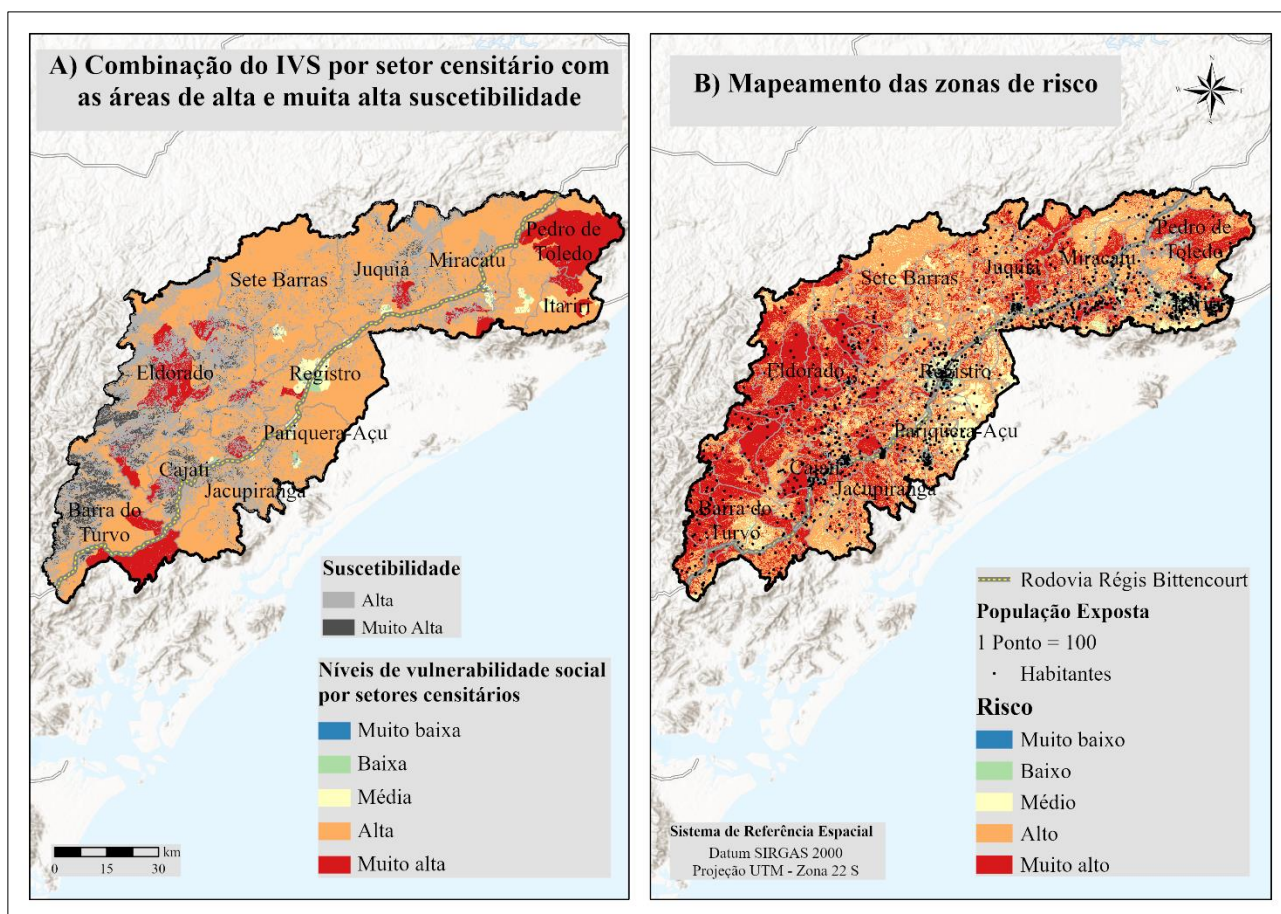 A) Combinação do IVS por setor censitário com
as áreas de alta e muita alta suscetibilidade
Pedro de
Toledo
Miracatu
Juquiá
Sete Barras
Itariri
Eldorado
Registro
Pariquera-Açu
Cajati
Jacupiranga
Barra do
Turvo
Suscetibilidade
Alta
Muito Alta
Níveis de vulnerabilidade social
por setores censitários
Muito baixa
Baixa
Média
Alta
Muito alta
km
0 15 30
B) Mapeamento das zonas de risco
N
W E
S
Pedro de
Toledo
Miracatu
Juquiá
Sete Barras
Eldorado
Registro
Pariquera-Açu
Cajati
Jacupiranga
Barra do
Turvo
Rodovia Régis Bittencourt
População Exposta
1 Ponto = 100
Habitantes
Risco
Muito baixo
Baixo
Médio
Alto
Muito alto
Sistema de Referência Espacial
Datum SIRGAS 2000
Projeção UTM - Zona 22 S